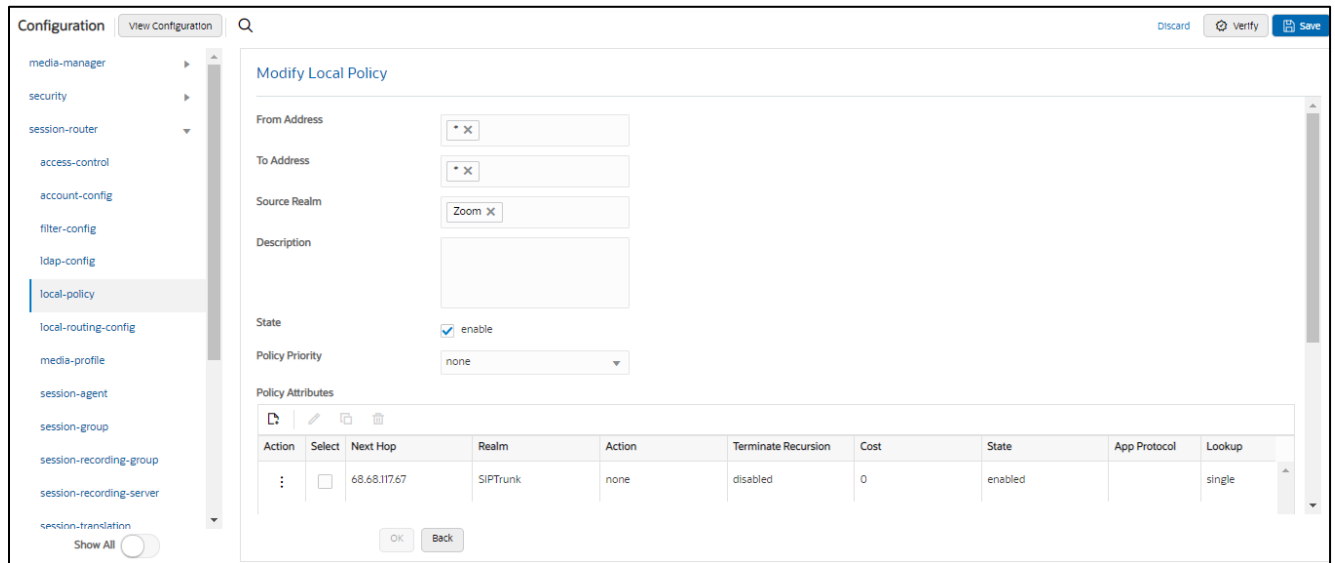 Configuration View Configuration Discard Verify Save
media-manager
security
session-router
access-control
account-config
filter-config
ldap-config
local-policy
local-routing-config
media-profile
session-agent
session-group
session-recording-group
session-recording-server
session-translation
Show All
Modify Local Policy
From Address * X
To Address * X
Source Realm Zoom X
Description
State enable
Policy Priority none
Policy Attributes
Action Select Next Hop Realm Action Terminate Recursion Cost State App Protocol Lookup
68.68.117.67 SIPTrunk none disabled 0 enabled single
OK Back